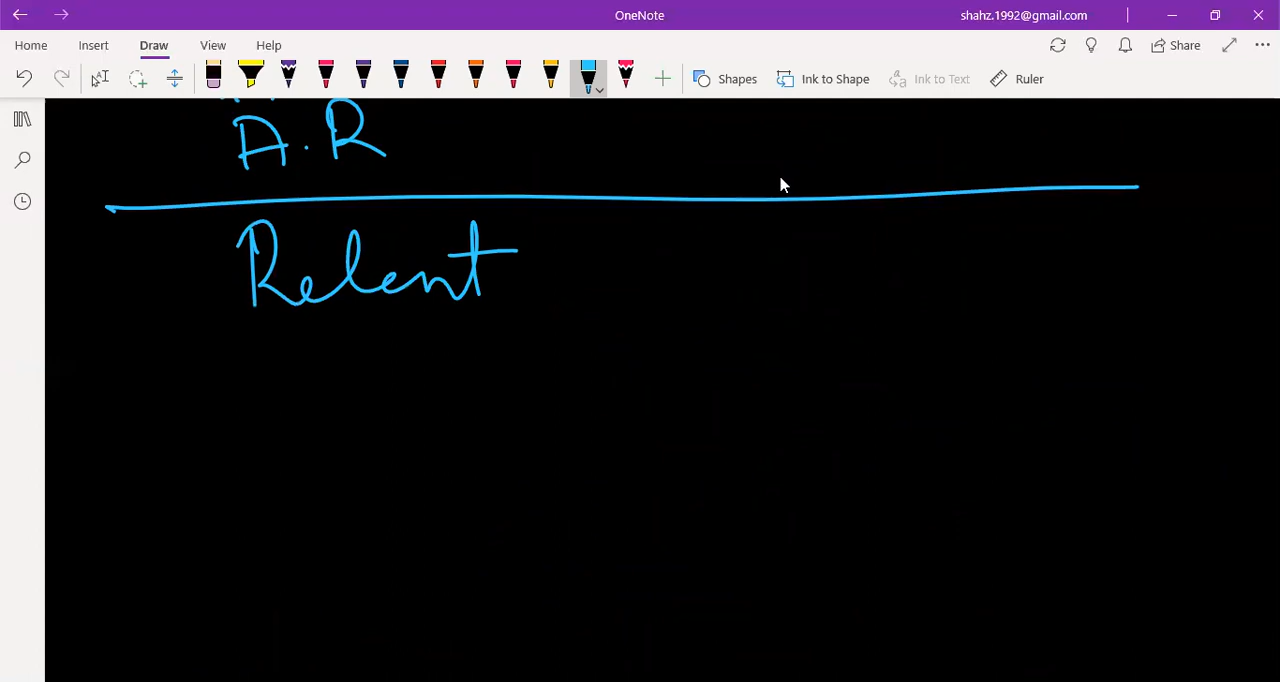 OneNote
shahz.1992@gmail.com
Home Insert Draw View Help
Share
Shapes Ink to Shape Ink to Text Ruler
A.R
Relent